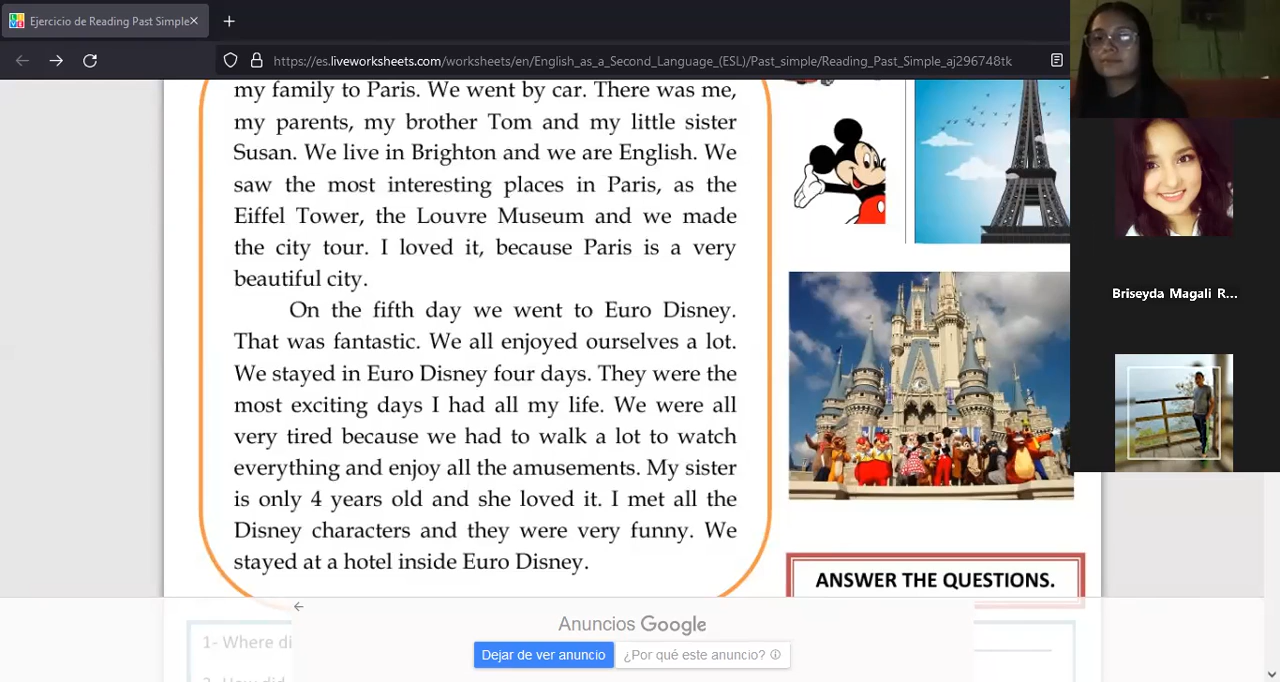 Ejercicio de Reading Past Simple
https://es.liveworksheets.com/worksheets/en/English_as_a_Second_Language_(ESL)/Past_simple/Reading_Past_Simple_aj296748tk
my family to Paris. We went by car. There was me,
my parents, my brother Tom and my little sister
Susan. We live in Brighton and we are English. We
saw the most interesting places in Paris, as the
Eiffel Tower, the Louvre Museum and we made
the city tour. I loved it, because Paris is a very
beautiful city.
On the fifth day we went to Euro Disney.
That was fantastic. We all enjoyed ourselves a lot.
We stayed in Euro Disney four days. They were the
most exciting days I had all my life. We were all
very tired because we had to walk a lot to watch
everything and enjoy all the amusements. My sister
is only 4 years old and she loved it. I met all the
Disney characters and they were very funny. We
stayed at a hotel inside Euro Disney.
Briseyda Magali R...
ANSWER THE QUESTIONS.
1- Where di
Anuncios Google
Dejar de ver anuncio
¿Por qué este anuncio?